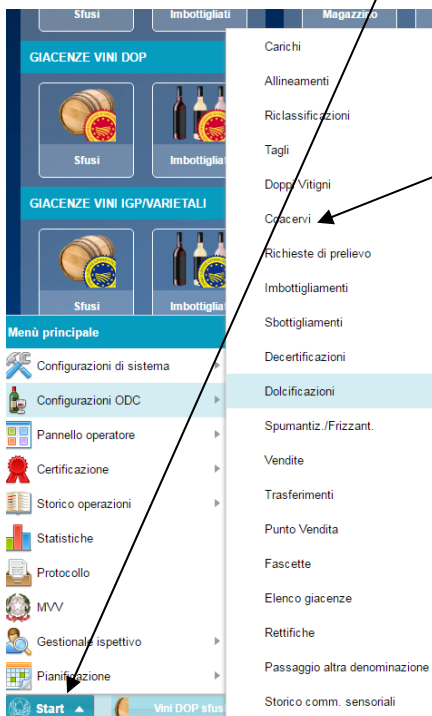 Sfusi
Imbottigliati
Magazzino
GIACENZE VINI DOP
Sfusi
Imbottiglia
GIACENZE VINI IGP/VARIETALI
Sfusi
Imbottiglia
Menù principale
Configurazioni di sistema
Configurazioni ODC
Pannello operatore
Certificazione
Storico operazioni
Statistiche
Protocollo
MVV
Gestionale ispettivo
Pianificazione
Start
Vini DOP sfus
Carichi
Allineamenti
Riclassificazioni
Tagli
Doppi Vitigni
Coacervi
Richieste di prelievo
Imbottigliamenti
Sbottigliamenti
Decertificazioni
Dolcificazioni
Spumantiz./Frizzant.
Vendite
Trasferimenti
Punto Vendita
Fascette
Elenco giacenze
Rettifiche
Passaggio altra denominazione
Storico comm. sensoriali